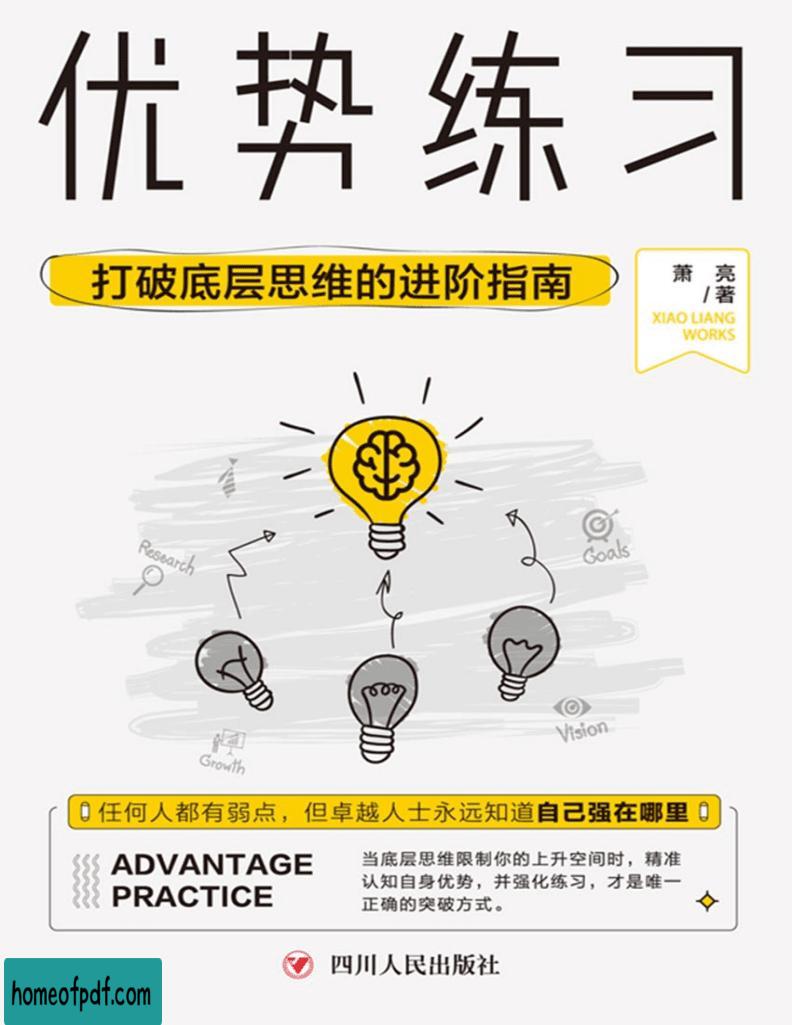 优势练习
打破底层思维的进阶指南
萧 亮
/著
XIAO LIANG
WORKS
Research
Goals
Vision
Growth
任何人都有弱点，但卓越人士永远知道自己强在哪里
ADVANTAGE
PRACTICE
当底层思维限制你的上升空间时，精准
认知自身优势，并强化练习，才是唯一
正确的突破方式。
四川人民出版社
homeofpdf.com